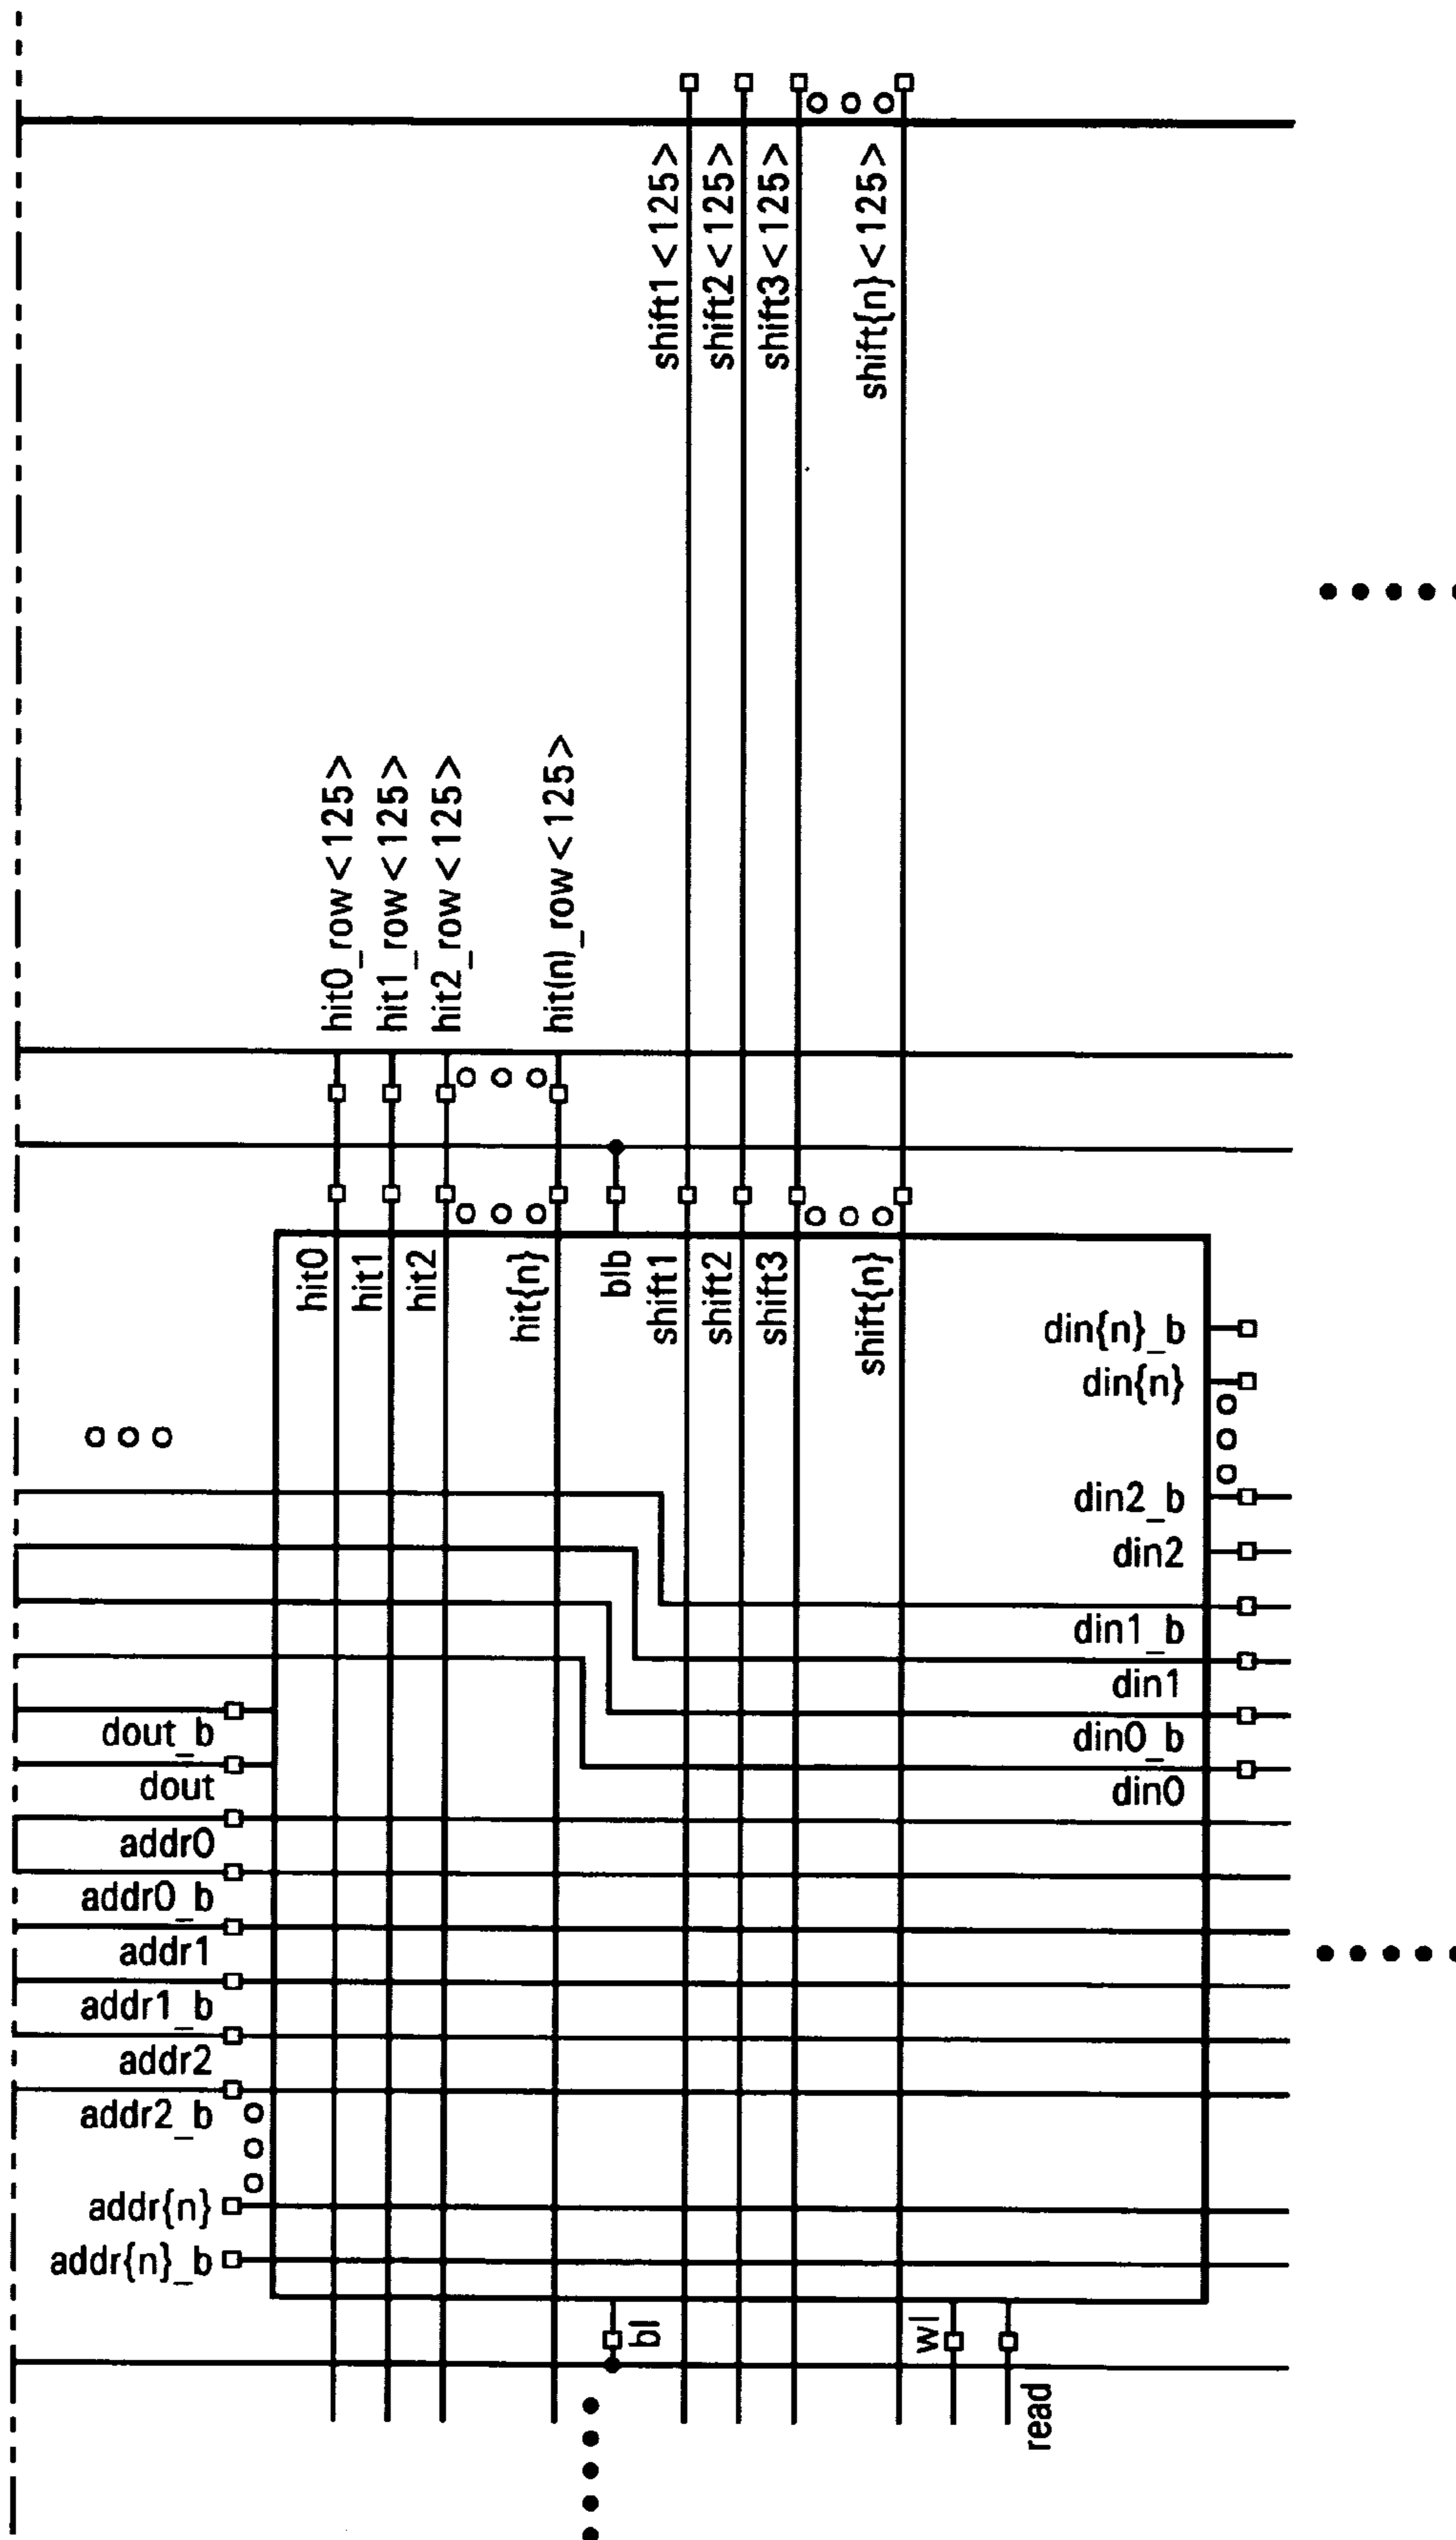 shift1<125>
shift2<125>
shift3<125>
shift{n}<125>
hit0_row<125>
hit1_row<125>
hit2_row<125>
hit(n)_row<125>
hit0
hit1
hit2
hit{n}
blb
shift1
shift2
shift3
shift{n}
din{n}_b
din{n}
din2_b
din2
din1_b
din1
din0_b
din0
dout_b
dout
addr0
addr0_b
addr1
addr1_b
addr2
addr2_b
addr{n}
addr{n}_b
bl
wl
read